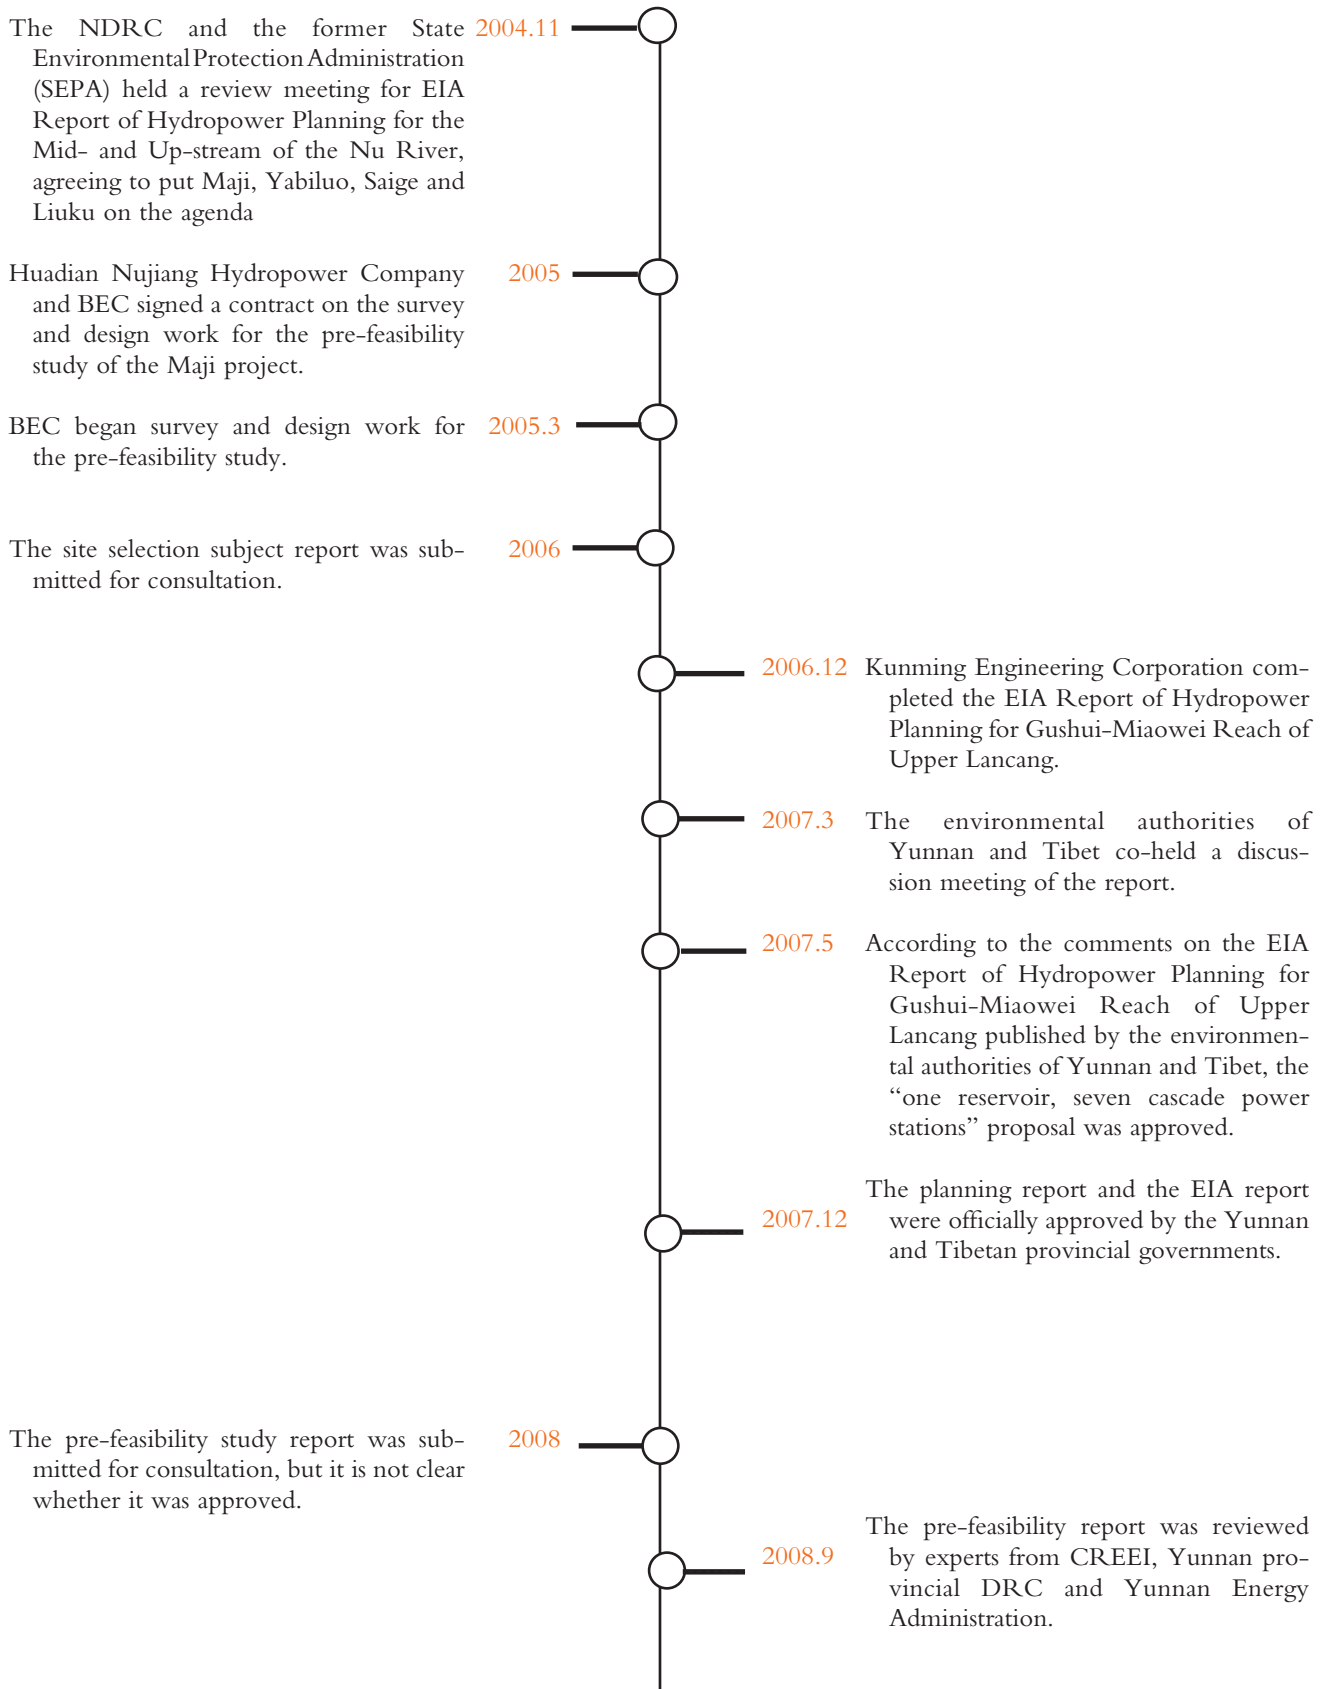 The NDRC and the former State 2004.11
Environmental Protection Administration
(SEPA) held a review meeting for EIA
Report of Hydropower Planning for the
Mid- and Up-stream of the Nu River,
agreeing to put Maji, Yabiluo, Saige and
Liuku on the agenda
Huadian Nujiang Hydropower Company 2005
and BEC signed a contract on the survey
and design work for the pre-feasibility
study of the Maji project.
BEC began survey and design work for 2005.3
the pre-feasibility study.
The site selection subject report was sub- 2006
mitted for consultation.
2006.12 Kunming Engineering Corporation com-
pleted the EIA Report of Hydropower
Planning for Gushui-Miaowei Reach of
Upper Lancang.
2007.3 The environmental authorities of
Yunnan and Tibet co-held a discus-
sion meeting of the report.
2007.5 According to the comments on the EIA
Report of Hydropower Planning for
Gushui-Miaowei Reach of Upper
Lancang published by the environmen-
tal authorities of Yunnan and Tibet, the
“one reservoir, seven cascade power
stations” proposal was approved.
The planning report and the EIA report
2007.12 were officially approved by the Yunnan
and Tibetan provincial governments.
The pre-feasibility study report was sub- 2008
mitted for consultation, but it is not clear
whether it was approved.
The pre-feasibility report was reviewed
2008.9 by experts from CREEI, Yunnan pro-
vincial DRC and Yunnan Energy
Administration.